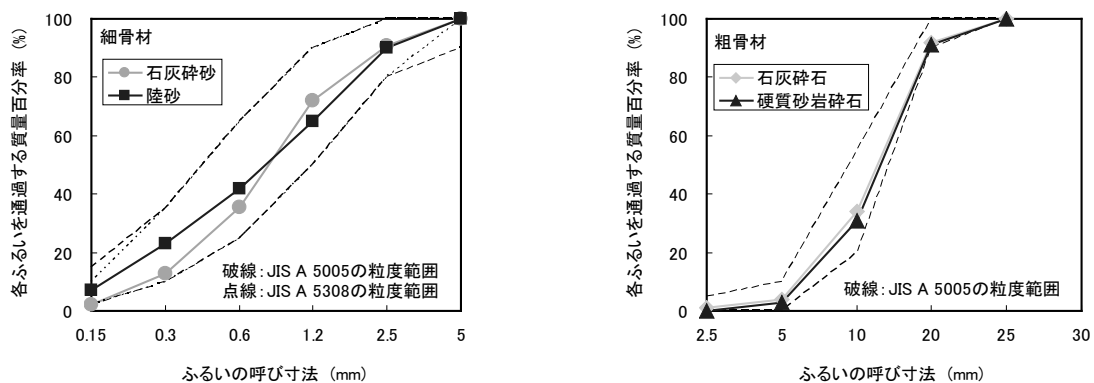 各ふるいを通過する質量百分率 (%)
100
80
60
40
20
0
細骨材
石灰砕砂
陸砂
破線:JIS A 5005の粒度範囲
点線:JIS A 5308の粒度範囲
0.15 0.3 0.6 1.2 2.5 5
ふるいの呼び寸法 (mm)
各ふるいを通過する質量百分率 (%)
100
80
60
40
20
0
粗骨材
石灰砕石
硬質砂岩砕石
破線:JIS A 5005の粒度範囲
2.5 5 10 20 25 30
ふるいの呼び寸法 (mm)